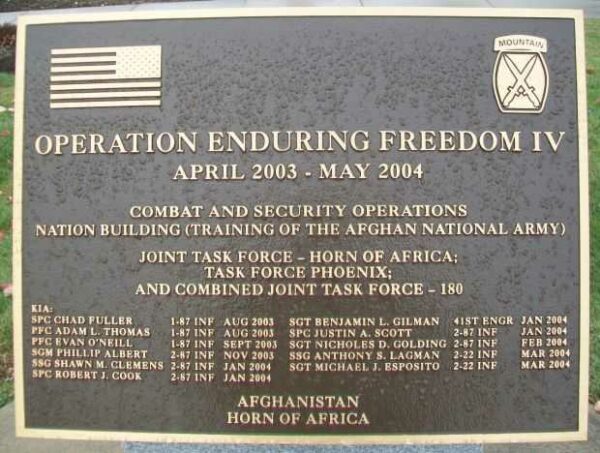 MOUNTAIN
OPERATION ENDURING FREEDOM IV
APRIL 2003 - MAY 2004
COMBAT AND SECURITY OPERATIONS
NATION BUILDING (TRAINING OF THE AFGHAN NATIONAL ARMY)
JOINT TASK FORCE - HORN OF AFRICA;
TASK FORCE PHOENIX;
AND COMBINED JOINT TASK FORCE - 180
KIA:
SPC CHAD FULLER 1-87 INF AUG 2003
PFC ADAM L. THOMAS 1-87 INF AUG 2003
PFC EVAN O'NEILL 1-87 INF SEPT 2003
SGM PHILLIP ALBERT 2-87 INF NOV 2003
SSG SHAWN M. CLEMENS 2-87 INF JAN 2004
SPC ROBERT J. COOK 2-87 INF JAN 2004
SGT BENJAMIN L. GILMAN 41ST ENGR JAN 2004
SPC JUSTIN A. SCOTT 2-87 INF JAN 2004
SGT NICHOLES D. GOLDING 2-87 INF FEB 2004
SSG ANTHONY S. LAGMAN 2-22 INF MAR 2004
SGT MICHAEL J. ESPOSITO 2-22 INF MAR 2004
AFGHANISTAN
HORN OF AFRICA